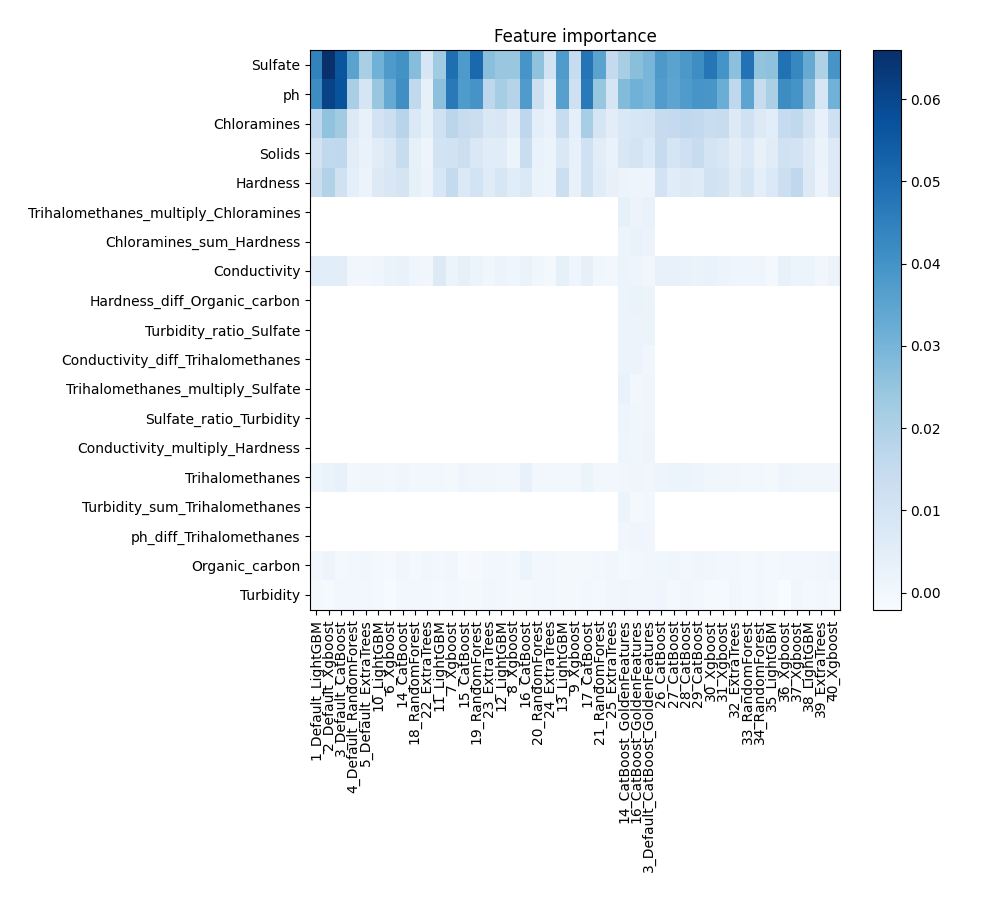 Feature importance
Sulfate
ph
Chloramines
Solids
Hardness
Trihalomethanes_multiply_Chloramines
Chloramines_sum_Hardness
Conductivity
Hardness_diff_Organic_carbon
Turbidity_ratio_Sulfate
Conductivity_diff_Trihalomethanes
Trihalomethanes_multiply_Sulfate
Sulfate_ratio_Turbidity
Conductivity_multiply_Hardness
Trihalomethanes
Turbidity_sum_Trihalomethanes
ph_diff_Trihalomethanes
Organic_carbon
Turbidity
0.06
0.05
0.04
0.03
0.02
0.01
0.00
1_Default_LightGBM
2_Default_Xgboost
3_Default_CatBoost
4_Default_RandomForest
5_Default_ExtraTrees
10_LightGBM
6_Xgboost
14_CatBoost
18_RandomForest
22_ExtraTrees
11_LightGBM
7_Xgboost
15_CatBoost
19_RandomForest
23_ExtraTrees
12_LightGBM
8_Xgboost
16_CatBoost
20_RandomForest
24_ExtraTrees
13_LightGBM
9_Xgboost
17_CatBoost
21_RandomForest
25_ExtraTrees
14_CatBoost_GoldenFeatures
16_CatBoost_GoldenFeatures
3_Default_CatBoost_GoldenFeatures
26_CatBoost
27_CatBoost
28_CatBoost
29_CatBoost
30_Xgboost
31_Xgboost
32_ExtraTrees
33_RandomForest
34_RandomForest
35_LightGBM
36_Xgboost
37_Xgboost
38_LightGBM
39_ExtraTrees
40_Xgboost